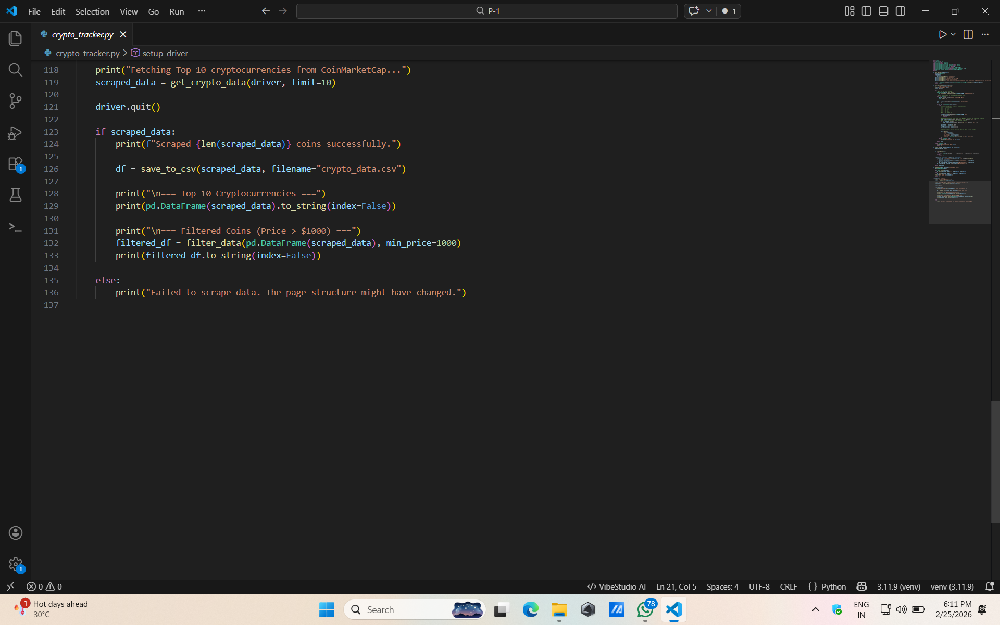 File Edit Selection View Go Run ···
P-1
1
crypto_tracker.py
crypto_tracker.py > setup_driver
118 print("Fetching Top 10 cryptocurrencies from CoinMarketCap...")
119 scraped_data = get_crypto_data(driver, limit=10)
120
121 driver.quit()
122
123 if scraped_data:
124 print(f"Scraped {len(scraped_data)} coins successfully.")
125
126 df = save_to_csv(scraped_data, filename="crypto_data.csv")
127
128 print("\n=== Top 10 Cryptocurrencies ===")
129 print(pd.DataFrame(scraped_data).to_string(index=False))
130
131 print("\n=== Filtered Coins (Price > $1000) ===")
132 filtered_df = filter_data(pd.DataFrame(scraped_data), min_price=1000)
133 print(filtered_df.to_string(index=False))
134
135 else:
136 print("Failed to scrape data. The page structure might have changed.")
137
1
1
0 0
VibeStudio AI Ln 21, Col 5 Spaces: 4 UTF-8 CRLF { } Python 3.11.9 (venv) venv (3.11.9)
1
Hot days ahead
30°C
Search
78
ENG
IN
6:11 PM
2/25/2026